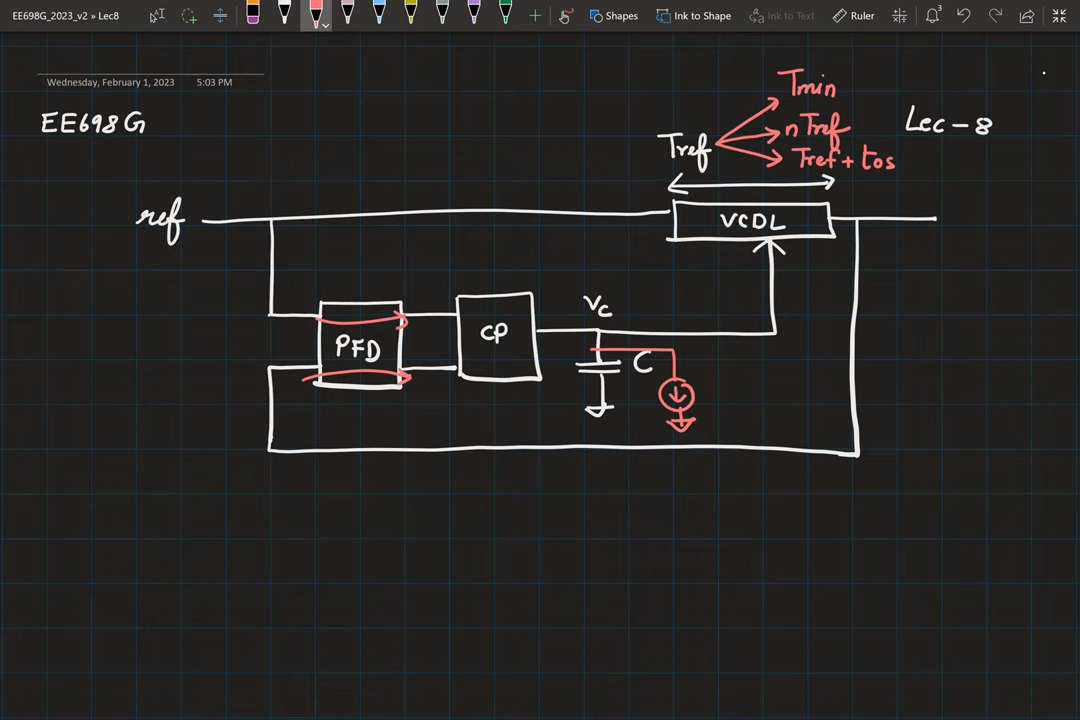 EE698G_2023_v2 » Lec8
Shapes
Ink to Shape
Ink to Text
Ruler
3
Wednesday, February 1, 2023 5:03 PM
EE698G
Lec-8
Tmin
nTref
Tref + tos
Tref
ref
VCDL
PFD
CP
Vc
C